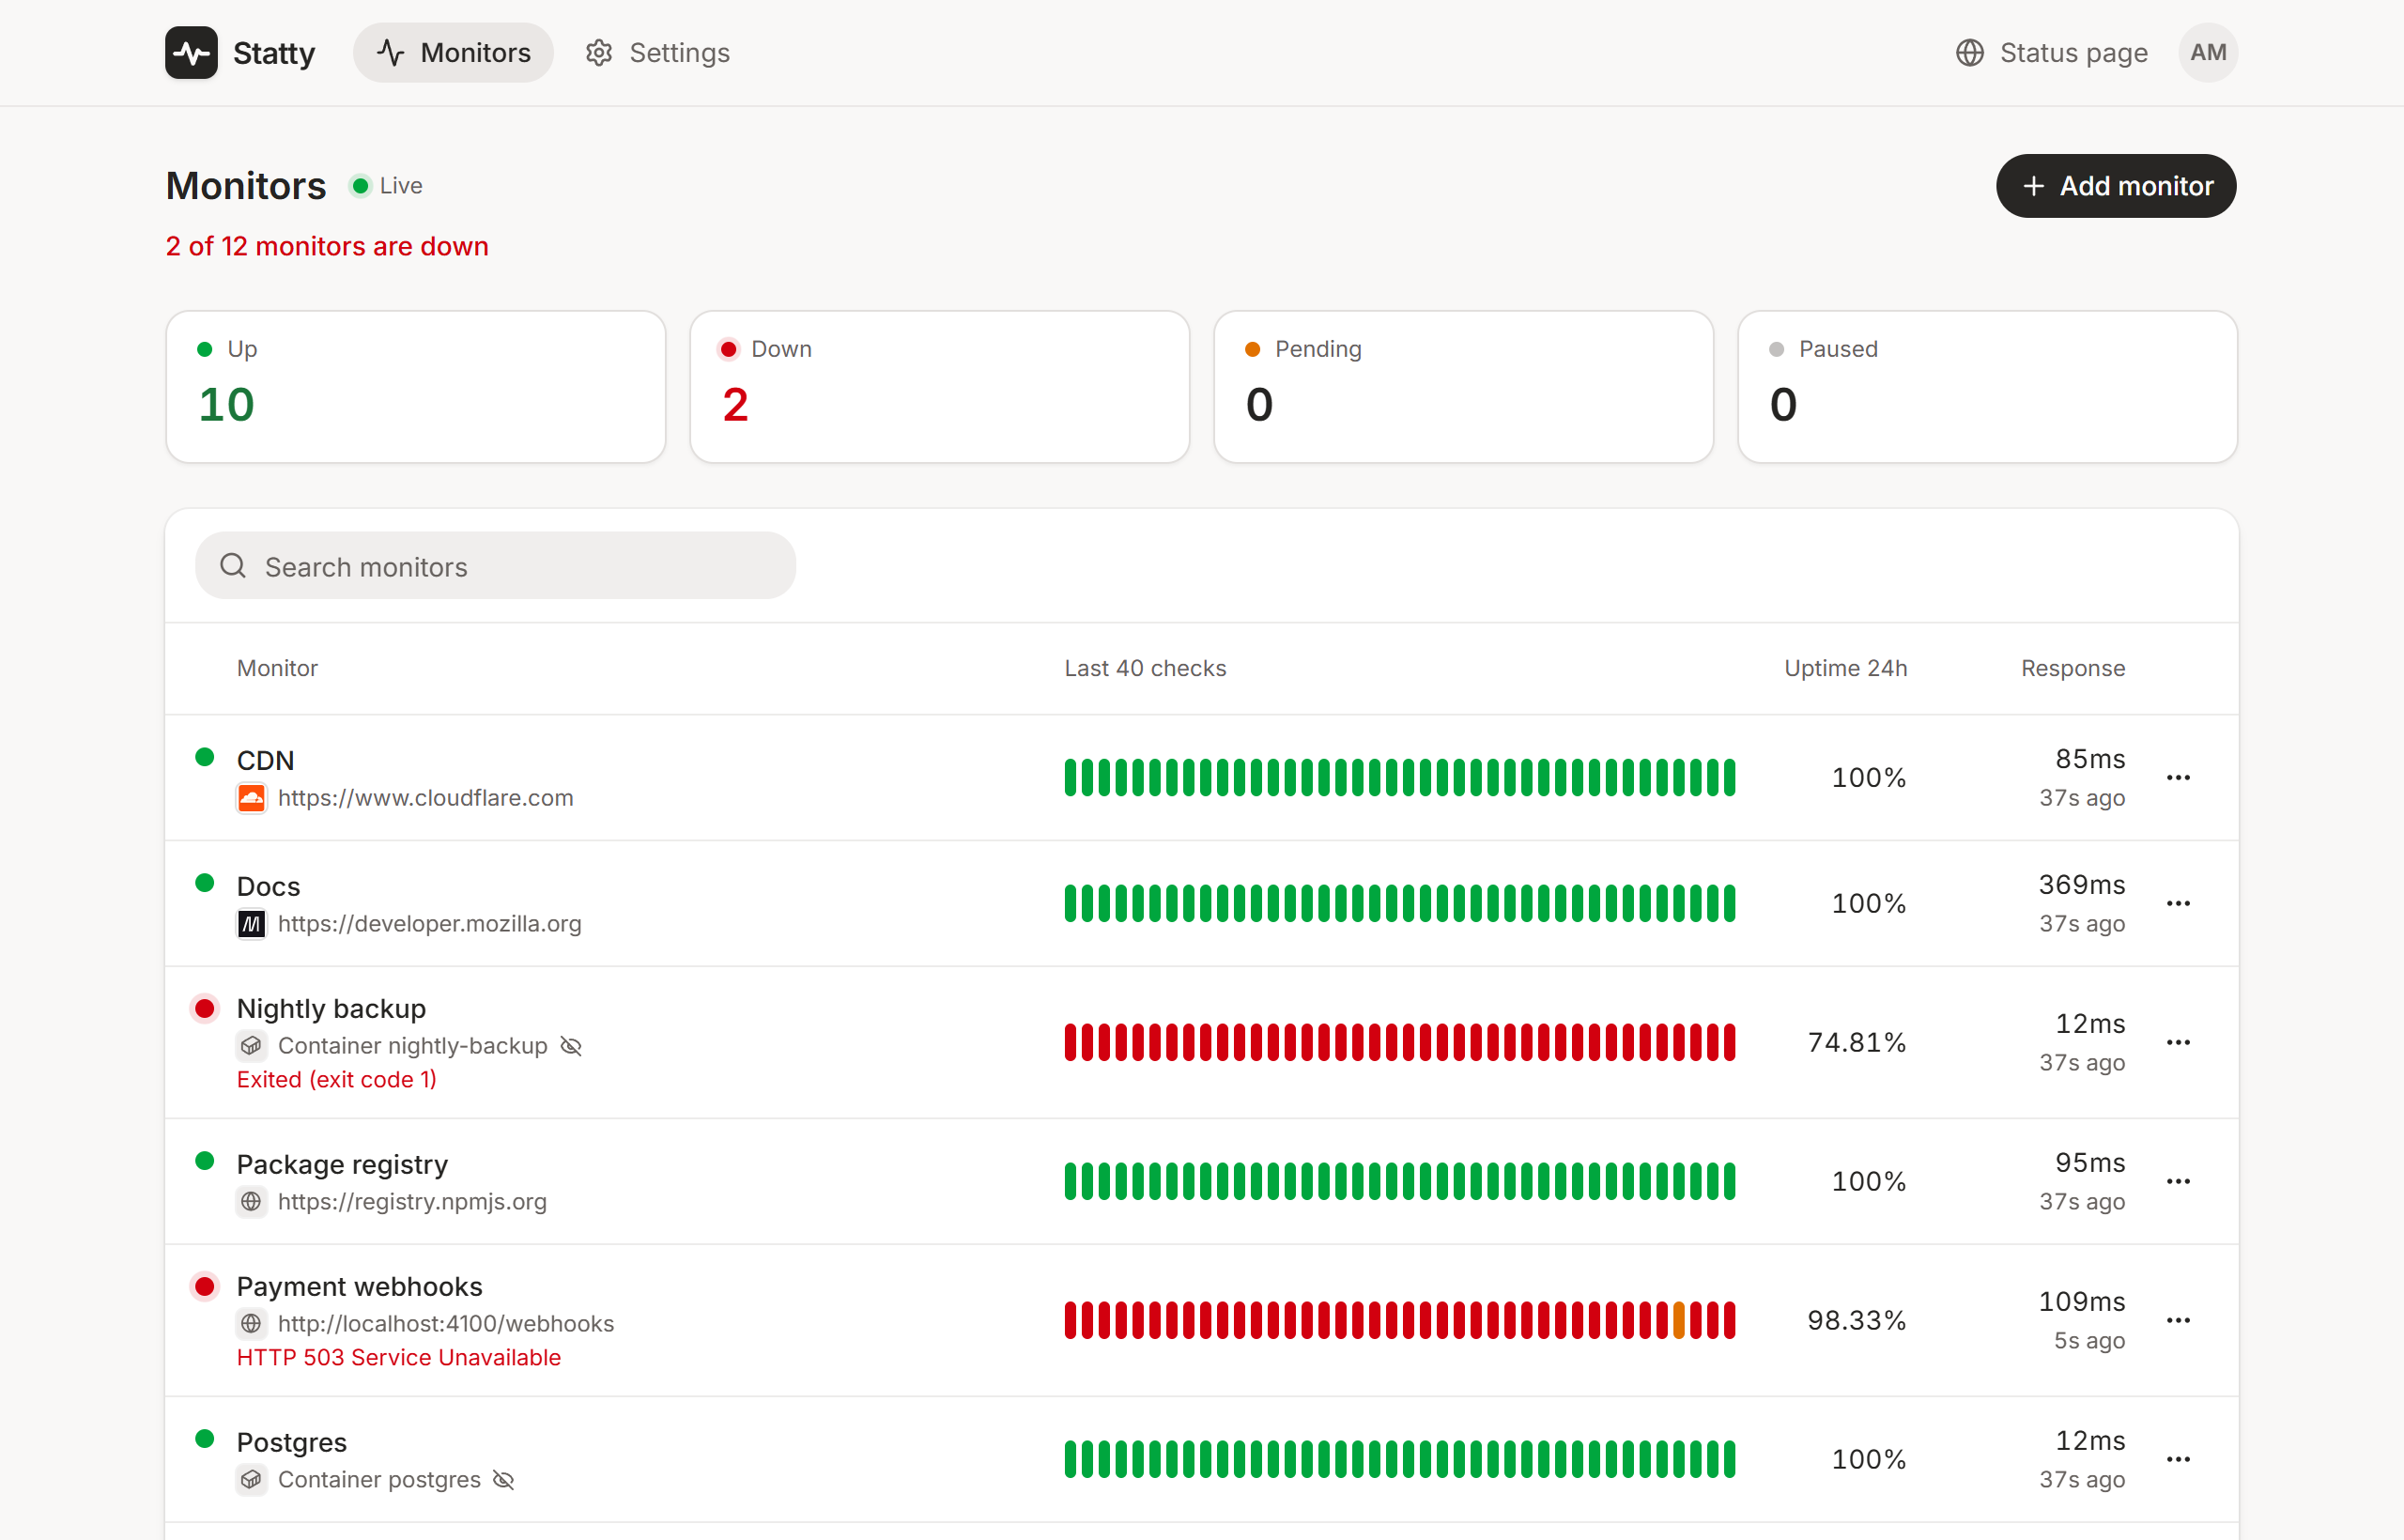 Statty
Monitors
Settings
Status page
AM
Monitors
Live
Add monitor
2 of 12 monitors are down
Up
10
Down
2
Pending
0
Paused
0
Search monitors
Monitor
Last 40 checks
Uptime 24h
Response
CDN
https://www.cloudflare.com
100%
85ms
37s ago
Docs
https://developer.mozilla.org
100%
369ms
37s ago
Nightly backup
Container nightly-backup
Exited (exit code 1)
74.81%
12ms
37s ago
Package registry
https://registry.npmjs.org
100%
95ms
37s ago
Payment webhooks
http://localhost:4100/webhooks
HTTP 503 Service Unavailable
98.33%
109ms
5s ago
Postgres
Container postgres
100%
12ms
37s ago